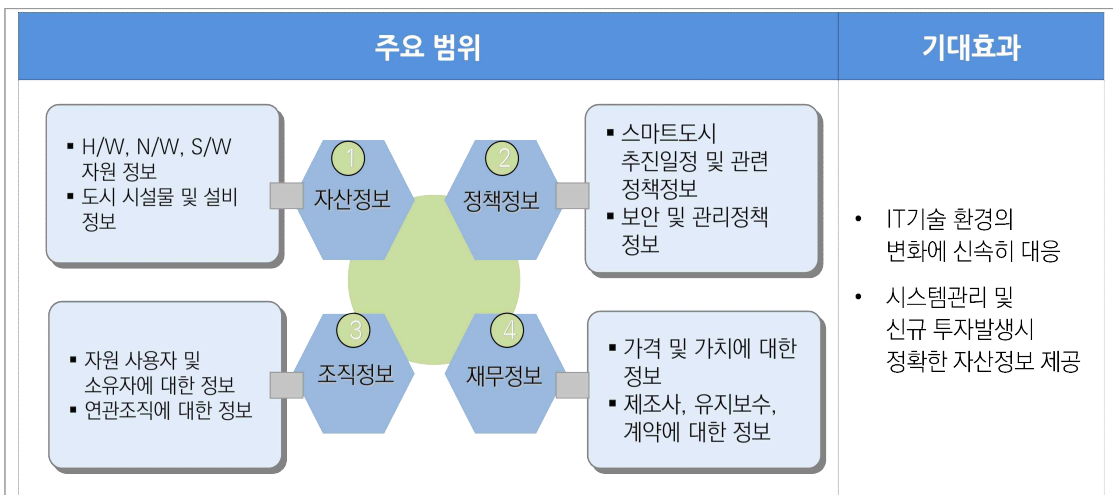 주요 범위
기대효과
▪ H/W, N/W, S/W
자원 정보
▪ 도시 시설물 및 설비
정보
1
자산정보
2
정책정보
▪ 스마트도시
추진일정 및 관련
정책정보
▪ 보안 및 관리정책
정보
▪ 자원 사용자 및
소유자에 대한 정보
▪ 연관조직에 대한 정보
3
조직정보
4
재무정보
▪ 가격 및 가치에 대한
정보
▪ 제조사, 유지보수,
계약에 대한 정보
• IT기술 환경의
변화에 신속히 대응
• 시스템관리 및
신규 투자발생시
정확한 자산정보 제공